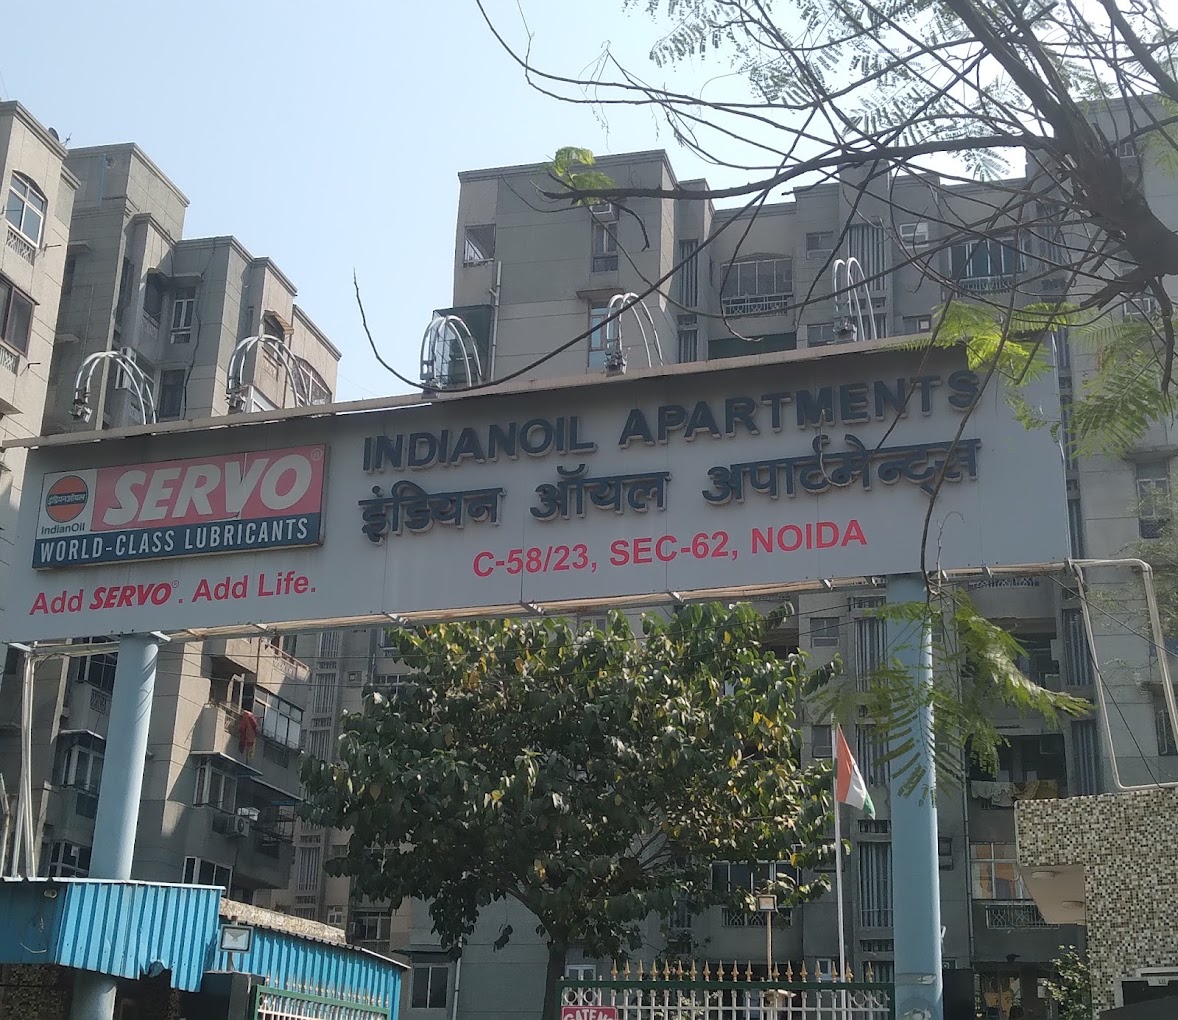 SERVO®
इंडियनऑयल
IndianOil
WORLD-CLASS LUBRICANTS
Add SERVO®. Add Life.
INDIANOIL APARTMENTS
इंडियन ऑयल अपार्टमेन्ट्स
C-58/23, SEC-62, NOIDA